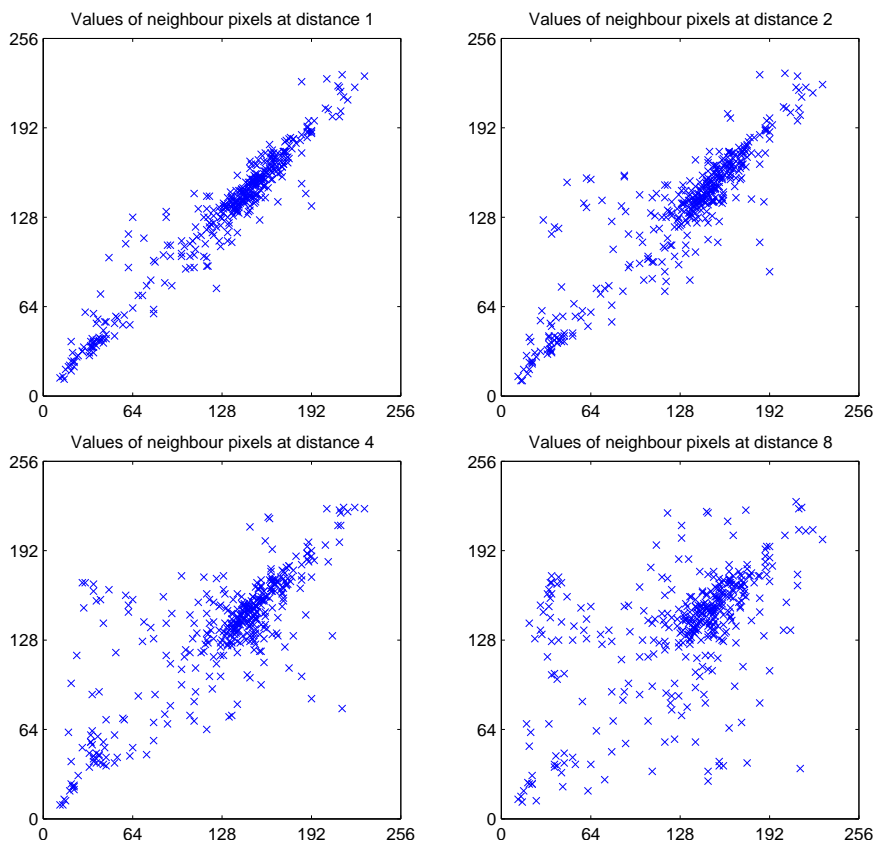 Values of neighbour pixels at distance 1
256
192
128
64
0
0 64 128 192 256
Values of neighbour pixels at distance 2
256
192
128
64
0
0 64 128 192 256
Values of neighbour pixels at distance 4
256
192
128
64
0
0 64 128 192 256
Values of neighbour pixels at distance 8
256
192
128
64
0
0 64 128 192 256